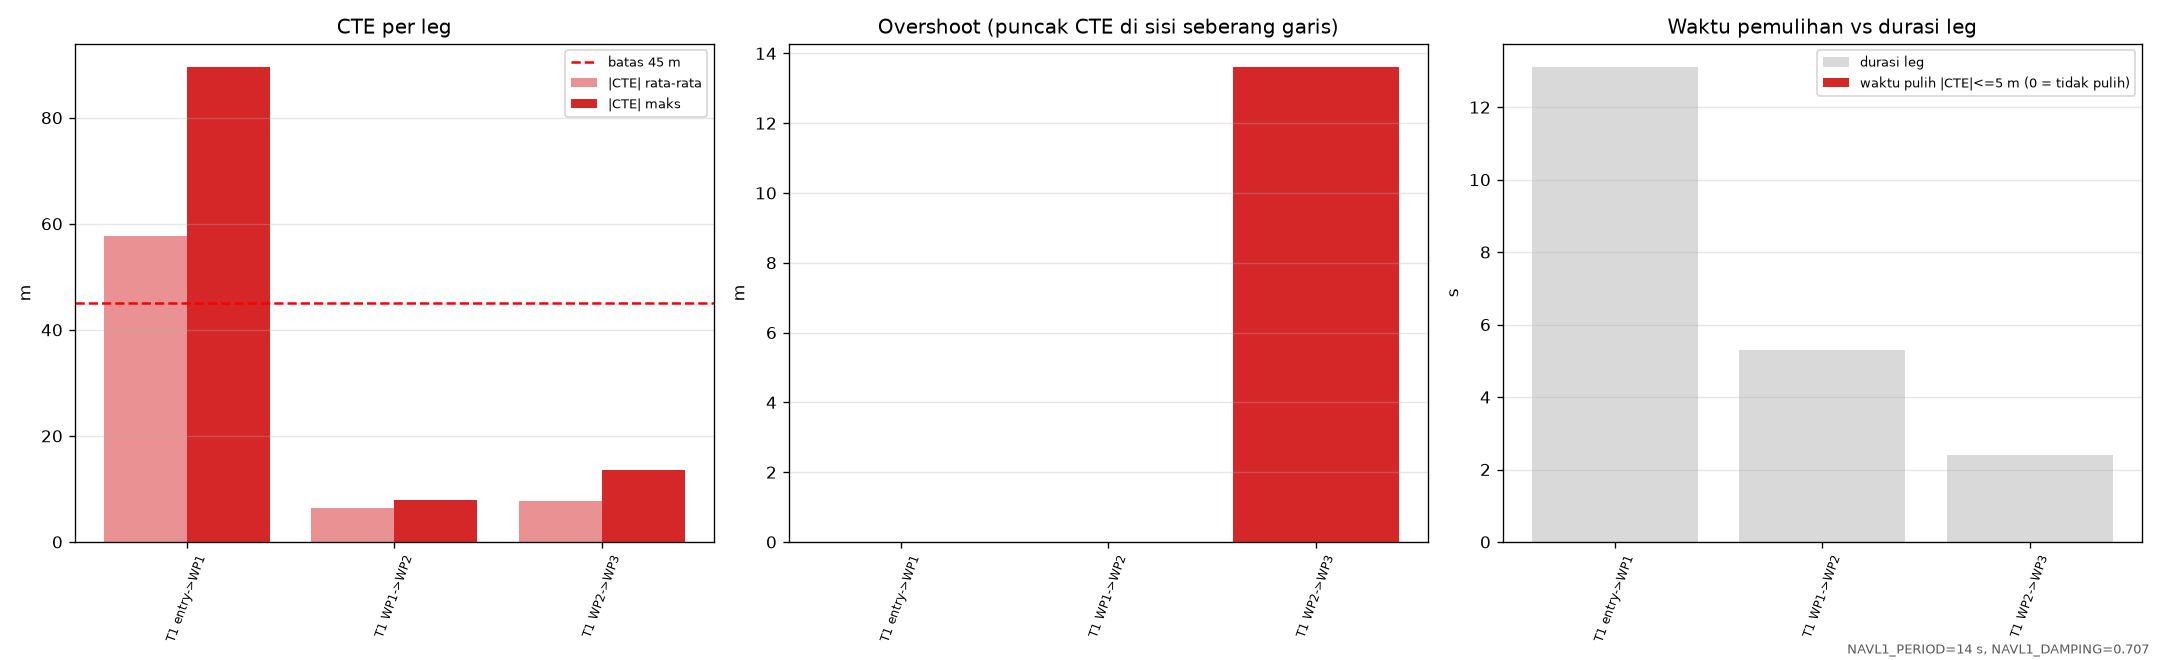 CTE per leg
80
60
40
20
0
m
batas 45 m
|CTE| rata-rata
|CTE| maks
T1 entry->WP1
T1 WP1->WP2
T1 WP2->WP3
Overshoot (puncak CTE di sisi seberang garis)
14
12
10
8
6
4
2
0
m
T1 entry->WP1
T1 WP1->WP2
T1 WP2->WP3
Waktu pemulihan vs durasi leg
12
10
8
6
4
2
0
s
durasi leg
waktu pulih |CTE|<=5 m (0 = tidak pulih)
T1 entry->WP1
T1 WP1->WP2
T1 WP2->WP3
NAVL1_PERIOD=14 s, NAVL1_DAMPING=0.707